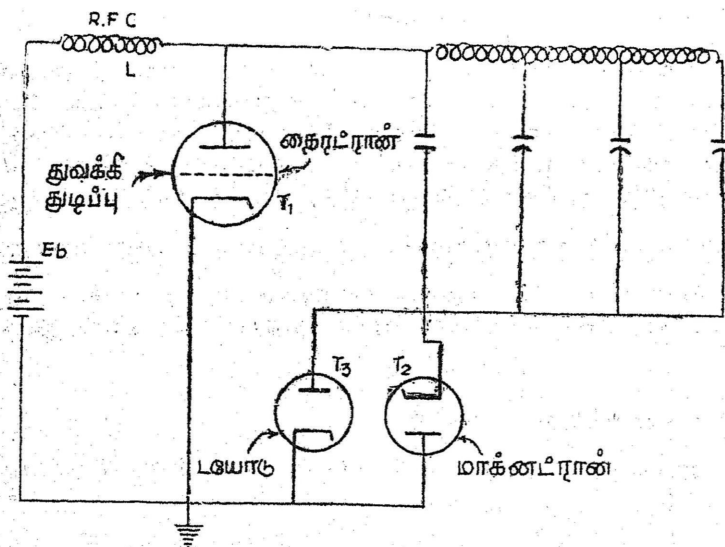 R.F C
L
தைரட்ரான்
துவக்கி
துடிப்பு
T1
Eb
T3
T2
டயோடு
மாக்னட்ரான்